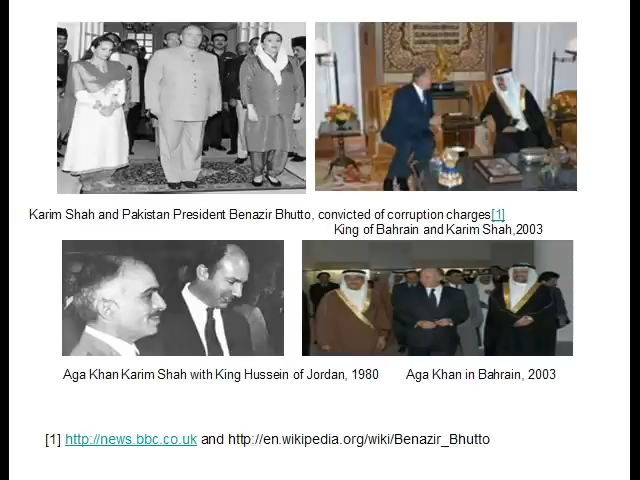 Karim Shah and Pakistan President Benazir Bhutto, convicted of corruption charges[1]
King of Bahrain and Karim Shah,2003
Aga Khan Karim Shah with King Hussein of Jordan, 1980
Aga Khan in Bahrain, 2003
[1] http://news.bbc.co.uk and http://en.wikipedia.org/wiki/Benazir_Bhutto